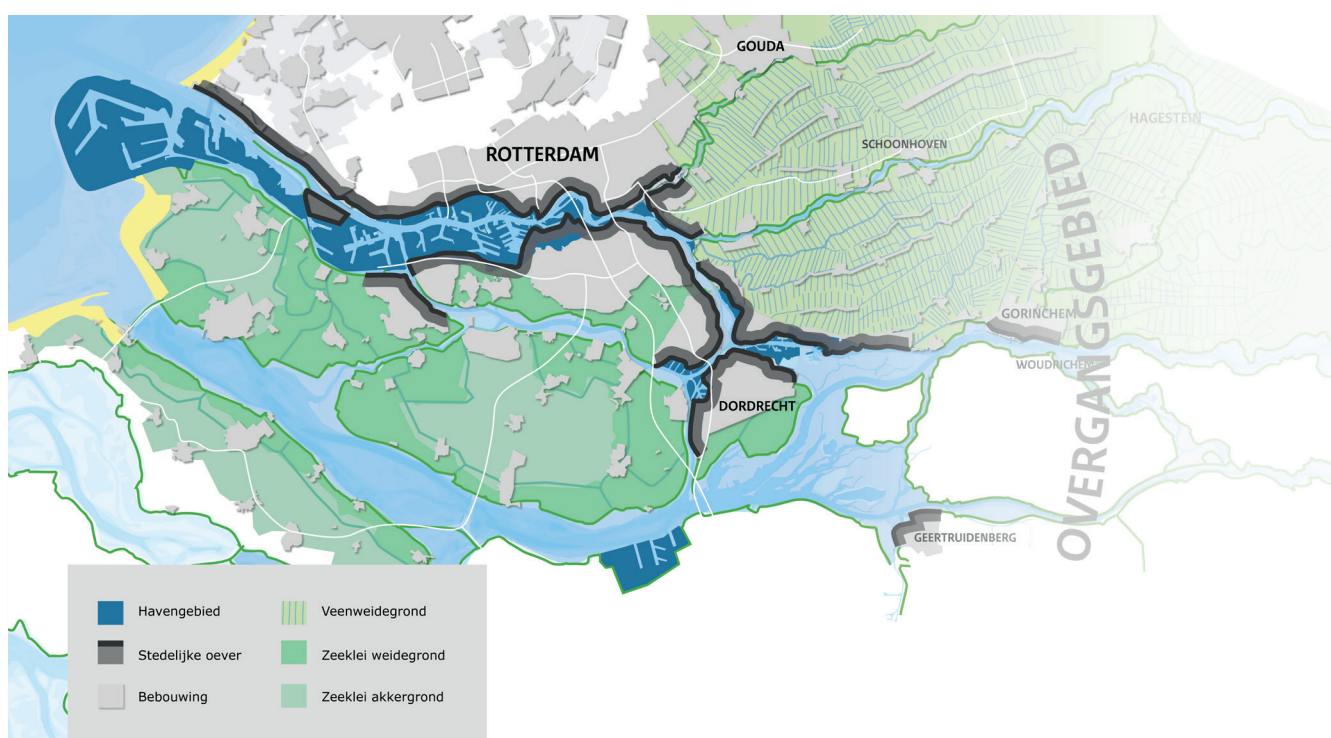 GOUDA
HAGESTEIN
SCHOONHOVEN
ROTTERDAM
OVERGANGSGEBIED
GORINCHEM
WOUDRICHEM
DORDRECHT
GEERTRUIDENBERG
Havengebied
Veenweidegrond
Stedelijke oever
Zeeklei weidegrond
Bebouwing
Zeeklei akkergrond